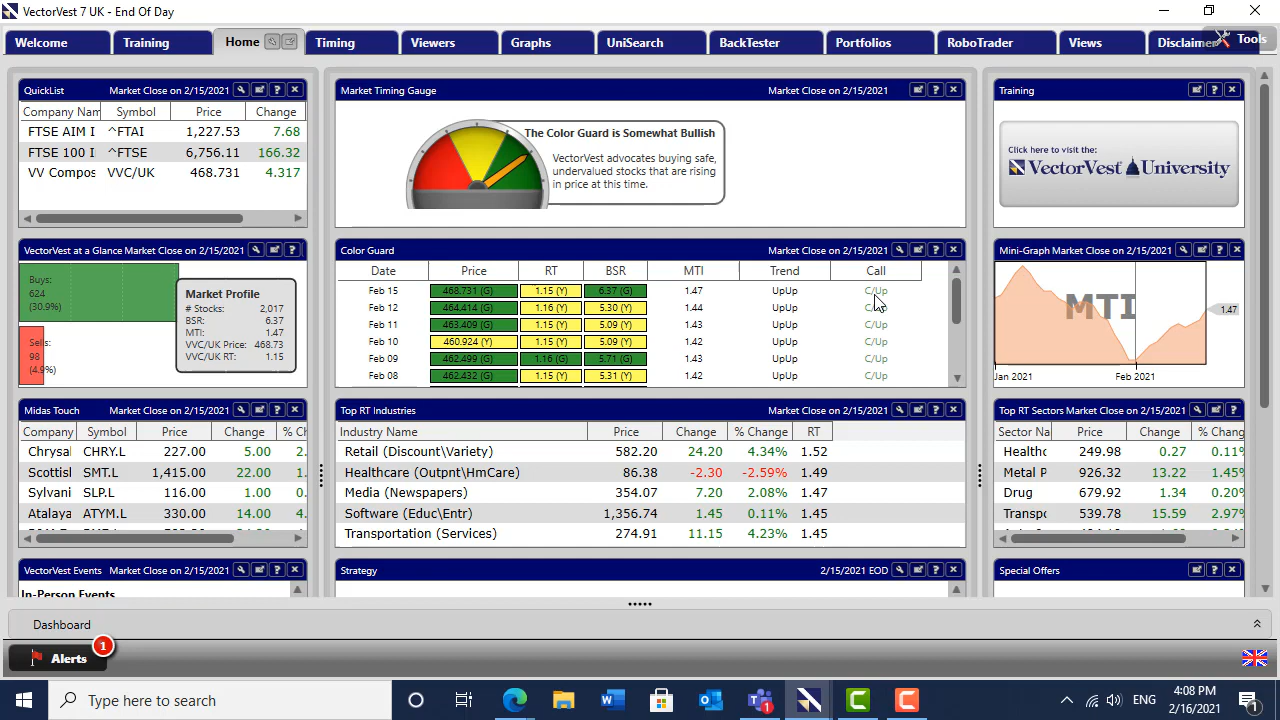 VectorVest 7 UK - End Of Day
Welcome Training Home Timing Viewers Graphs UniSearch BackTester Portfolios RoboTrader Views Disclaimer Tools
QuickList Market Close on 2/15/2021
Company Nam Symbol Price Change
FTSE AIM I ^FTAI 1,227.53 7.68
FTSE 100 I ^FTSE 6,756.11 166.32
VV Compos VVC/UK 468.731 4.317
VectorVest at a Glance Market Close on 2/15/2021
Buys:
624
(30.9%)
Sells:
98
(4.9%)
Market Profile
# Stocks: 2,017
BSR: 6.37
MTI: 1.47
VVC/UK Price: 468.73
VVC/UK RT: 1.15
Midas Touch Market Close on 2/15/2021
Company Symbol Price Change % Ch
Chrysal CHRY.L 227.00 5.00 2.
Scottisl SMT.L 1,415.00 22.00 1.
Sylvani SLP.L 116.00 1.00 0.
Atalaya ATYM.L 330.00 14.00 4.
VectorVest Events Market Close on 2/15/2021
In-Person Events
Market Timing Gauge Market Close on 2/15/2021
The Color Guard is Somewhat Bullish
VectorVest advocates buying safe,
undervalued stocks that are rising
in price at this time.
Color Guard Market Close on 2/15/2021
Date Price RT BSR MTI Trend Call
Feb 15 468.731 (G) 1.15 (Y) 6.37 (G) 1.47 UpUp C/Up
Feb 12 464.414 (G) 1.16 (Y) 5.30 (Y) 1.44 UpUp C/Up
Feb 11 463.409 (G) 1.15 (Y) 5.09 (Y) 1.43 UpUp C/Up
Feb 10 460.924 (Y) 1.15 (Y) 5.09 (Y) 1.42 UpUp C/Up
Feb 09 462.499 (G) 1.16 (G) 5.71 (G) 1.43 UpUp C/Up
Feb 08 462.432 (G) 1.15 (Y) 5.31 (Y) 1.42 UpUp C/Up
Top RT Industries Market Close on 2/15/2021
Industry Name Price Change % Change RT
Retail (Discount\Variety) 582.20 24.20 4.34% 1.52
Healthcare (Outpnt\HmCare) 86.38 -2.30 -2.59% 1.49
Media (Newspapers) 354.07 7.20 2.08% 1.47
Software (Educ\Entr) 1,356.74 1.45 0.11% 1.45
Transportation (Services) 274.91 11.15 4.23% 1.45
Strategy 2/15/2021 EOD
Training
Click here to visit the:
VectorVest University
Mini-Graph Market Close on 2/15/2021
MTI
1.47
Jan 2021 Feb 2021
Top RT Sectors Market Close on 2/15/2021
Sector Na Price Change % Chang
Healthc 249.98 0.27 0.11%
Metal P 926.32 13.22 1.45%
Drug 679.92 1.34 0.20%
Transpo 539.78 15.59 2.97%
Special Offers
Dashboard
Alerts 1
Type here to search
ENG
4:08 PM
2/16/2021